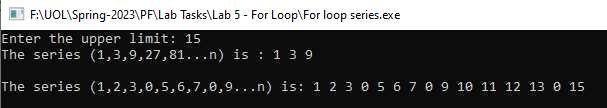 F:\UOL\Spring-2023\PF\Lab Tasks\Lab 5 - For Loop\For loop series.exe
Enter the upper limit: 15
The series (1,3,9,27,81...n) is : 1 3 9
The series (1,2,3,0,5,6,7,0,9...n) is: 1 2 3 0 5 6 7 0 9 10 11 12 13 0 15